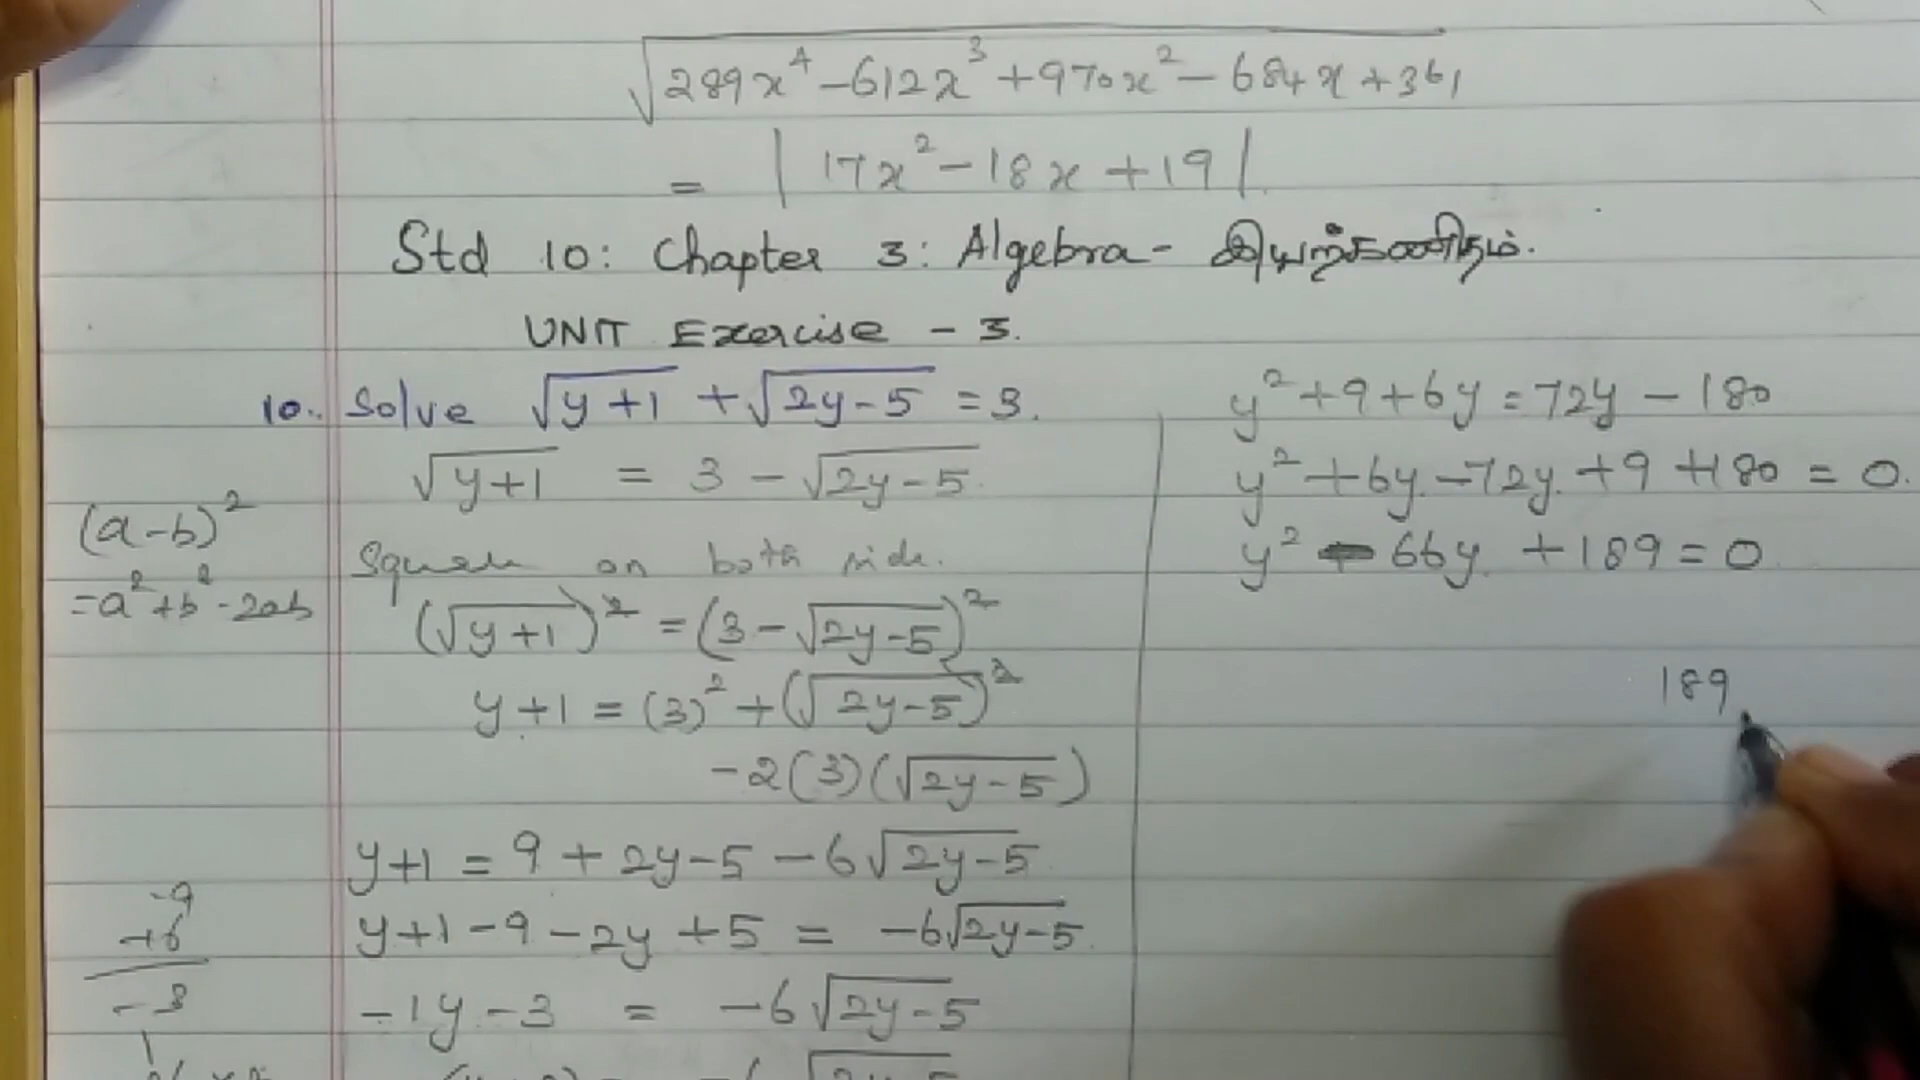 √289x⁴-612x³+970x²-684x+361
= |17x²-18x+19|.
Std 10: Chapter 3: Algebra- இயற்கணிதம்.
UNIT Exercise - 3.
10. Solve √y+1 + √2y-5 = 3.
√y+1 = 3 - √2y-5
Square on both side.
(√y+1)² = (3-√2y-5)²
y+1 = (3)² + (√2y-5)²
-2(3)(√2y-5)
y+1 = 9 + 2y-5 - 6√2y-5
y+1-9-2y+5 = -6√2y-5
-1y-3 = -6√2y-5
(a-b)²
=a²+b²-2ab
-9
+6
-3
y²+9+6y=72y-180
y²+6y-72y+9+180=0.
y²-66y+189=0
189